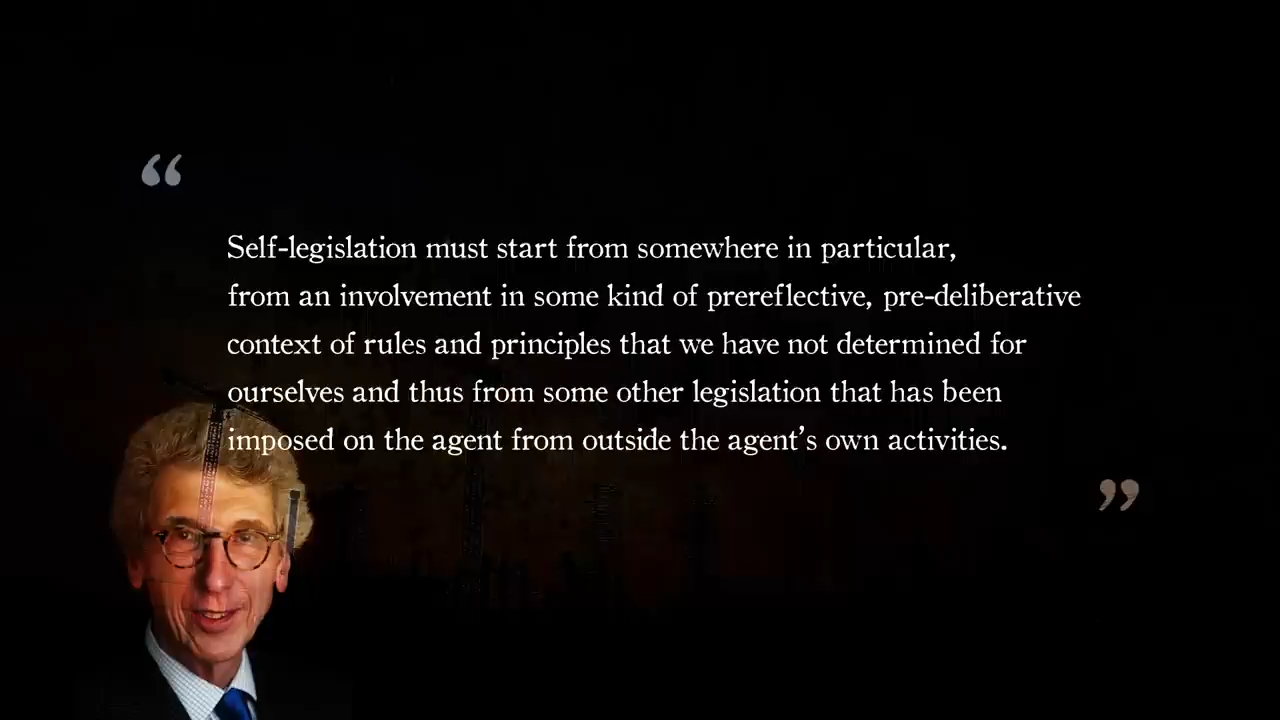 “
Self-legislation must start from somewhere in particular,
from an involvement in some kind of prereflective, pre-deliberative
context of rules and principles that we have not determined for
ourselves and thus from some other legislation that has been
imposed on the agent from outside the agent’s own activities.
”